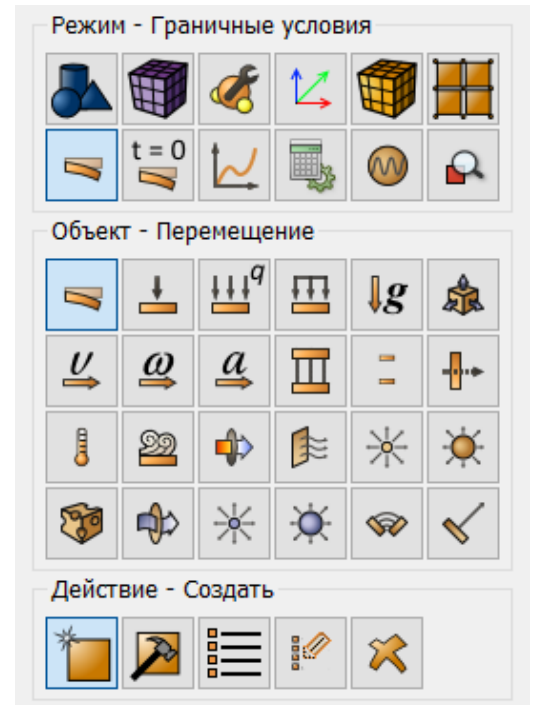 Режим - Граничные условия
t = 0
Объект - Перемещение
q
g
υ ω a
Действие - Создать